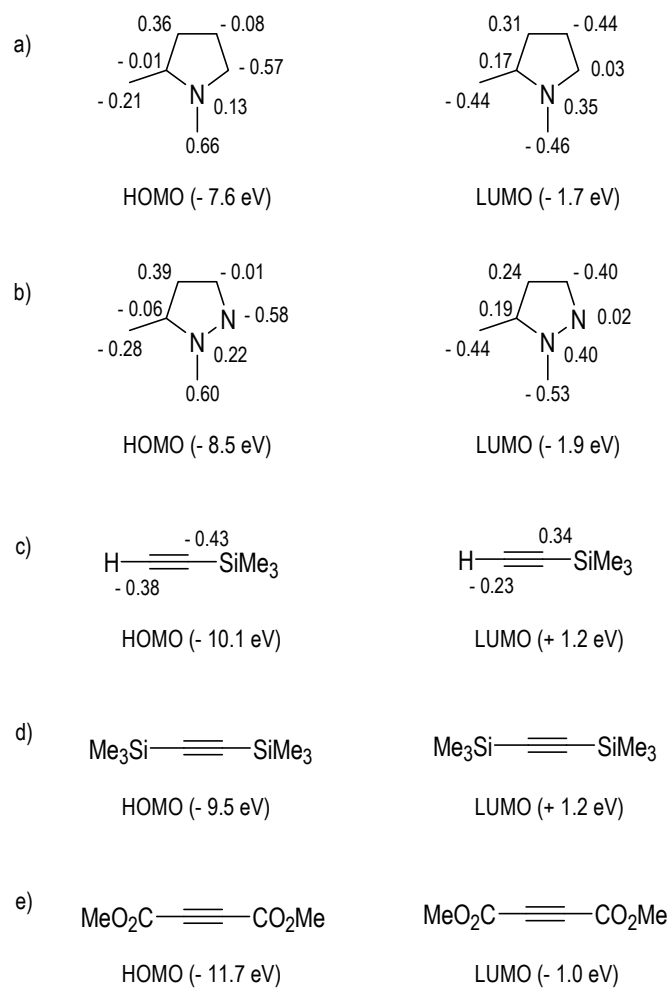 a)
0.36 - 0.08
- 0.01 - 0.57
- 0.21 N 0.13
0.66
HOMO (- 7.6 eV)
0.31 - 0.44
0.17 0.03
- 0.44 N 0.35
- 0.46
LUMO (- 1.7 eV)
b)
0.39 - 0.01
- 0.06 N - 0.58
- 0.28 N 0.22
0.60
HOMO (- 8.5 eV)
0.24 - 0.40
0.19 N 0.02
- 0.44 N 0.40
- 0.53
LUMO (- 1.9 eV)
c)
- 0.43
H SiMe3
- 0.38
HOMO (- 10.1 eV)
0.34
H SiMe3
- 0.23
LUMO (+ 1.2 eV)
d)
Me3Si SiMe3
HOMO (- 9.5 eV)
Me3Si SiMe3
LUMO (+ 1.2 eV)
e)
MeO2C CO2Me
HOMO (- 11.7 eV)
MeO2C CO2Me
LUMO (- 1.0 eV)